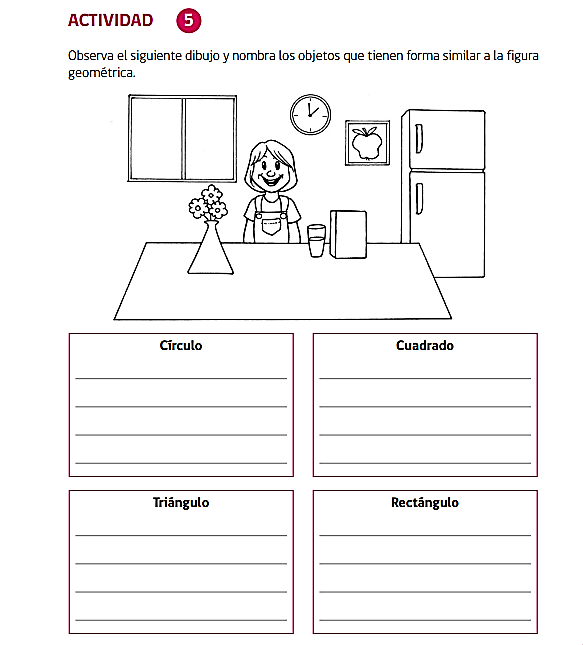 ACTIVIDAD 5
Observa el siguiente dibujo y nombra los objetos que tienen forma similar a la figura
geométrica.
Círculo
Cuadrado
Triángulo
Rectángulo